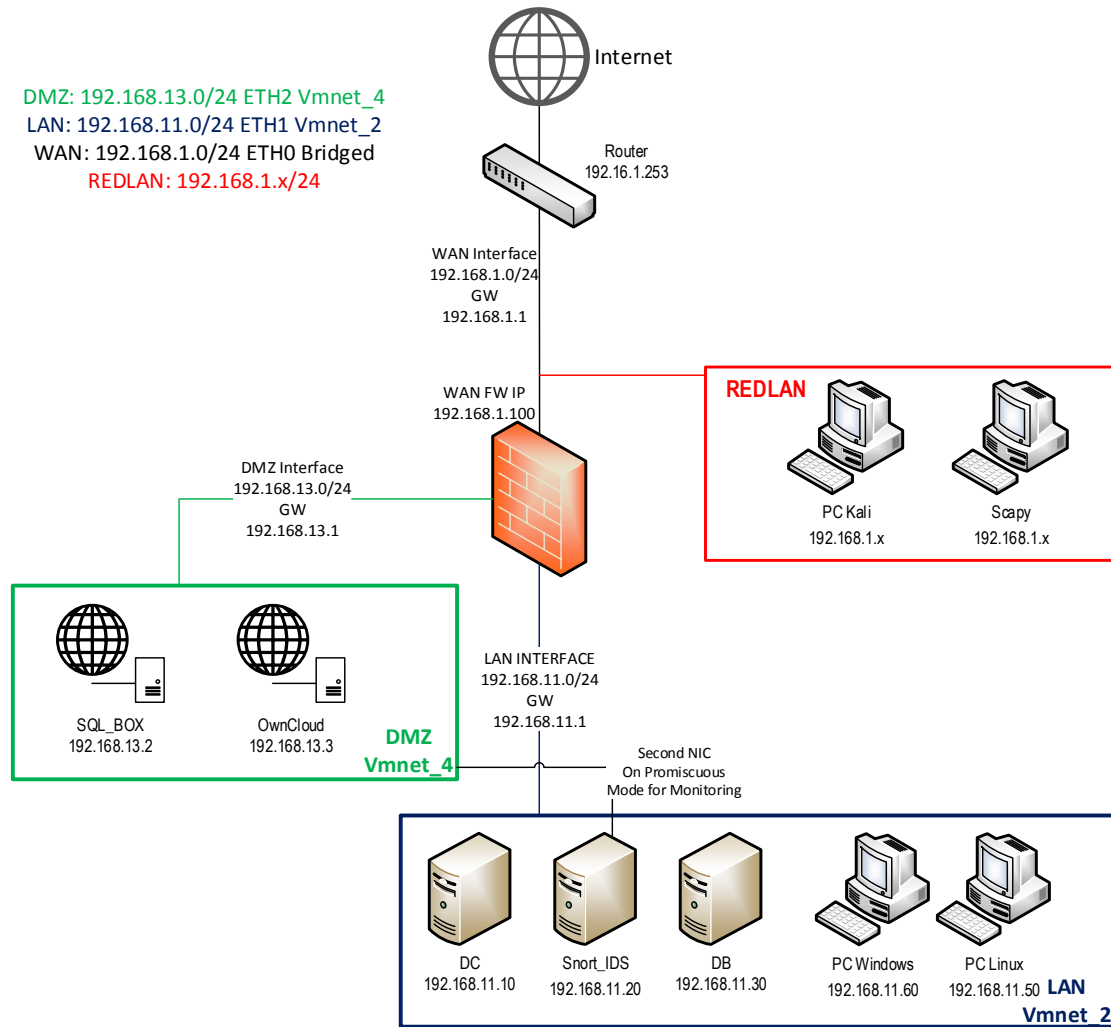 Internet
DMZ: 192.168.13.0/24 ETH2 Vmnet_4
LAN: 192.168.11.0/24 ETH1 Vmnet_2
WAN: 192.168.1.0/24 ETH0 Bridged
REDLAN: 192.168.1.x/24
Router
192.16.1.253
WAN Interface
192.168.1.0/24
GW
192.168.1.1
WAN FW IP
192.168.1.100
REDLAN
PC Kali
192.168.1.x
Scapy
192.168.1.x
DMZ Interface
192.168.13.0/24
GW
192.168.13.1
SQL_BOX
192.168.13.2
OwnCloud
192.168.13.3
DMZ
Vmnet_4
LAN INTERFACE
192.168.11.0/24
GW
192.168.11.1
Second NIC
On Promiscuous
Mode for Monitoring
DC
192.168.11.10
Snort_IDS
192.168.11.20
DB
192.168.11.30
PC Windows
192.168.11.60
PC Linux
192.168.11.50
LAN
Vmnet_2